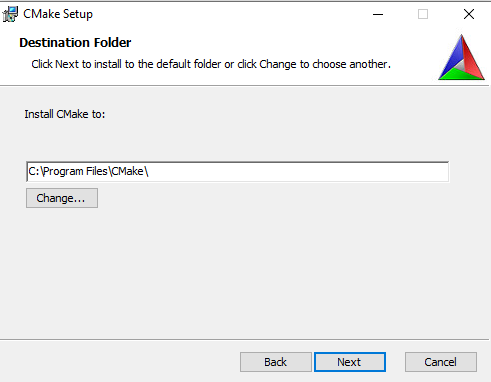 CMake Setup
Destination Folder
Click Next to install to the default folder or click Change to choose another.
Install CMake to:
C:\Program Files\CMake\
Change...
Back Next Cancel